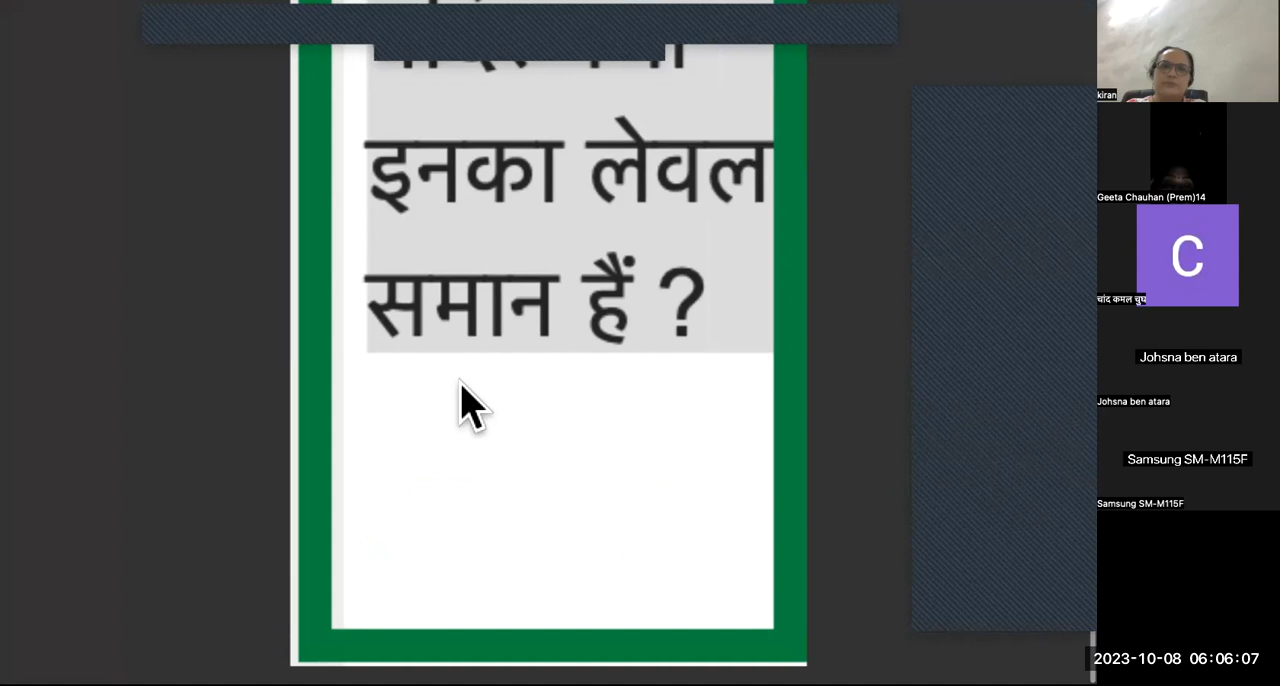 इनका लेवल
समान हैं ?
kiran
Geeta Chauhan (Prem)14
C
चांद कमल चुघ
Johsna ben atara
Johsna ben atara
Samsung SM-M115F
Samsung SM-M115F
2023-10-08 06:06:07